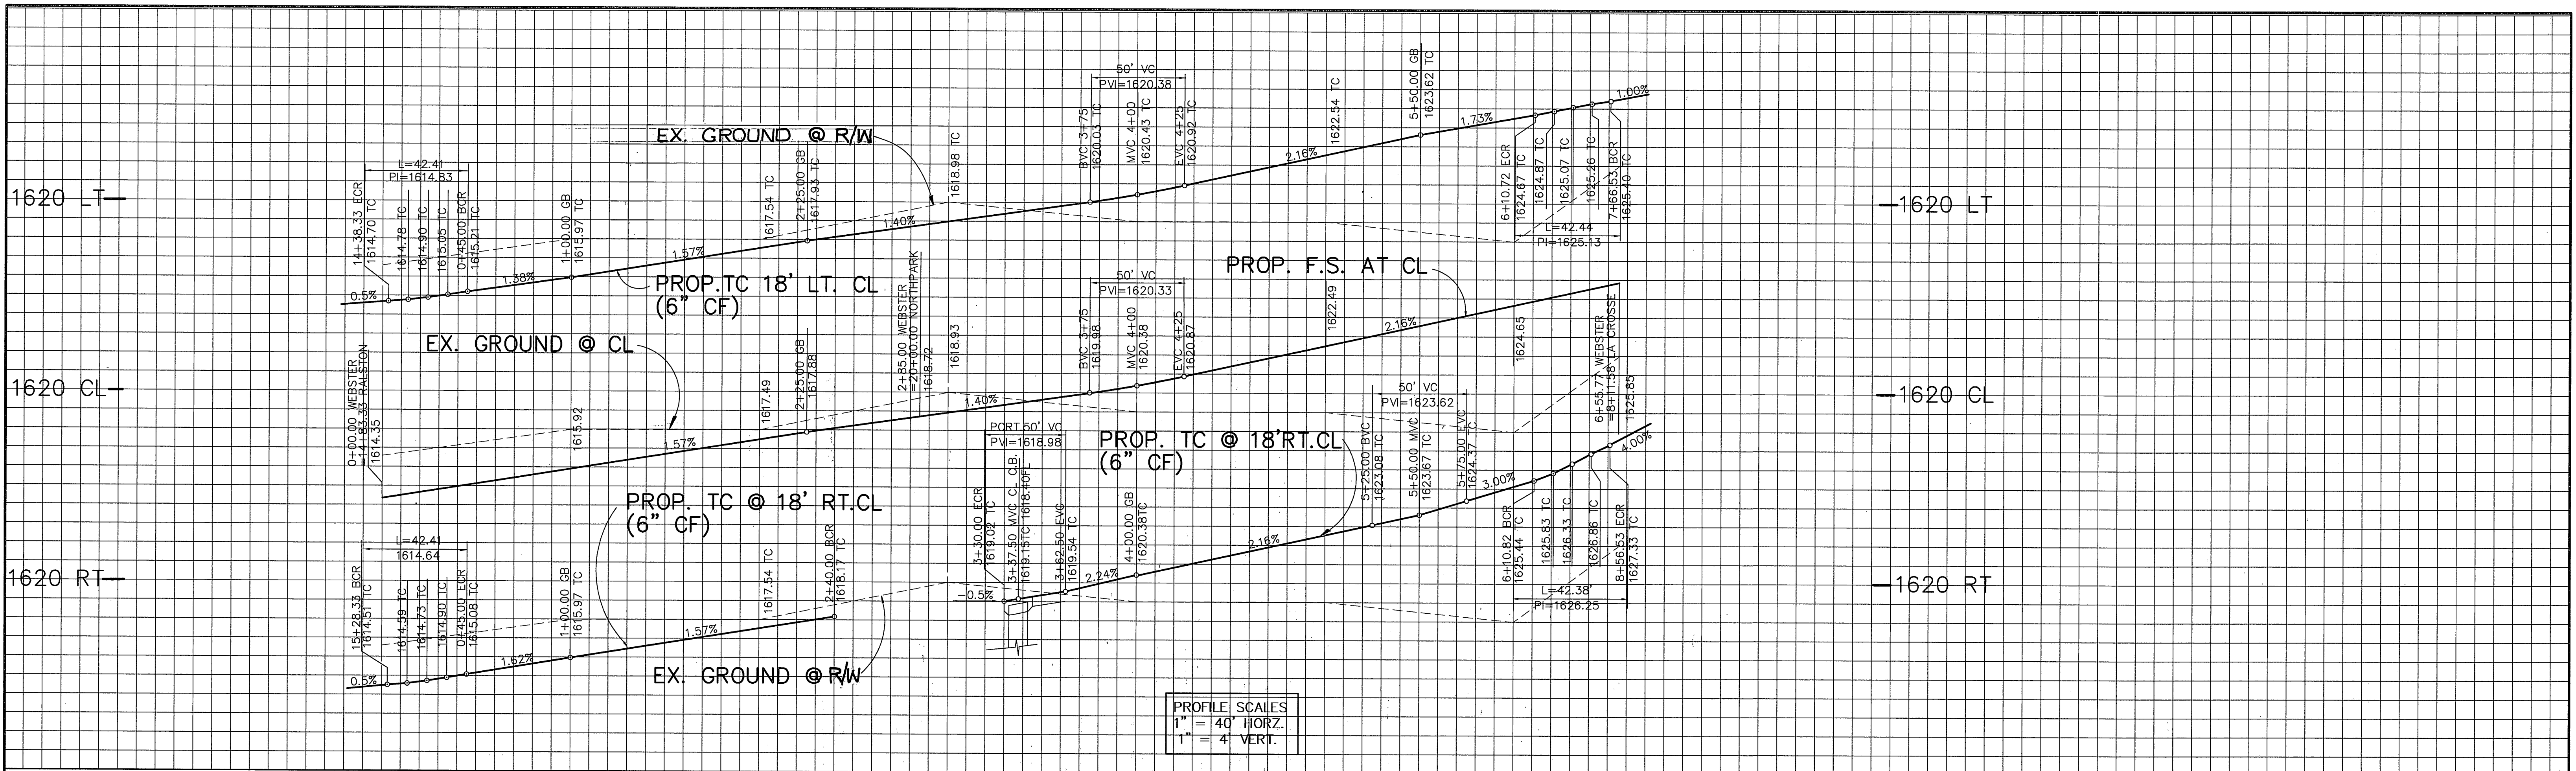 1620 LT
14+38.33 ECR
1614.70 TC
L=42.41
PI=1614.83
1614.78 TC
1614.90 TC
1615.05 TC
0+45.00 BCR
1615.21 TC
0.5%
1.38%
1+00.00 GB
1615.97 TC
1.57%
PROP.TC 18' LT. CL
(6" CF)
EX. GROUND @ R/W
1617.54 TC
2+25.00 GB
1617.93 TC
1.40%
1618.98 TC
50' VC
PVI=1620.38
BVC 3+75
1620.03 TC
MVC 4+00
1620.43 TC
EVC 4+25
1620.92 TC
2.16%
1622.54 TC
5+50.00 GB
1623.62 TC
1.73%
6+10.72 ECR
1624.67 TC
1624.87 TC
1625.07 TC
1625.26 TC
7+66.53 BCR
1625.40 TC
1.00%
L=42.44
PI=1625.13
1620 LT
1620 CL
0+00.00 WEBSTER
=14+83.33 RALSTON
1614.35
EX. GROUND @ CL
1615.92
1.57%
1617.49
2+25.00 GB
1617.88
2+85.00 WEBSTER
=20+00.00 NORTHPARK
1618.72
1618.93
1.40%
50' VC
PVI=1620.33
BVC 3+75
1619.98
MVC 4+00
1620.38
EVC 4+25
1620.87
PROP. F.S. AT CL
1622.49
2.16%
1624.65
6+55.77 WEBSTER
=8+11.58 LA CROSSE
1625.85
1620 CL
1620 RT
15+28.33 BCR
1614.51 TC
L=42.41
1614.64
1614.59 TC
1614.73 TC
1614.90 TC
0+45.00 ECR
1615.08 TC
0.5%
1.62%
1+00.00 GB
1615.97 TC
PROP. TC @ 18' RT.CL
(6" CF)
1.57%
EX. GROUND @ R/W
1617.54 TC
2+40.00 BCR
1618.17 TC
PORT.50' VC
PVI=1618.98
3+30.00 ECR
1619.02 TC
3+37.50 MVC C_ C.B.
1619.15TC 1618.40FL
3+62.50 EVC
1619.54 TC
-0.5%
2.24%
4+00.00 GB
1620.38TC
PROP. TC @ 18'RT.CL
(6" CF)
2.16%
50' VC
PVI=1623.62
5+25.00 BVC
1623.08 TC
5+50.00 MVC
1623.67 TC
5+75.00 EVC
1624.37 TC
3.00%
6+10.82 BCR
1625.44 TC
1625.83 TC
1626.33 TC
1626.86 TC
8+56.53 ECR
1627.33 TC
4.00%
L=42.38'
PI=1626.25
1620 RT
PROFILE SCALES
1" = 40' HORZ.
1" = 4' VERT.